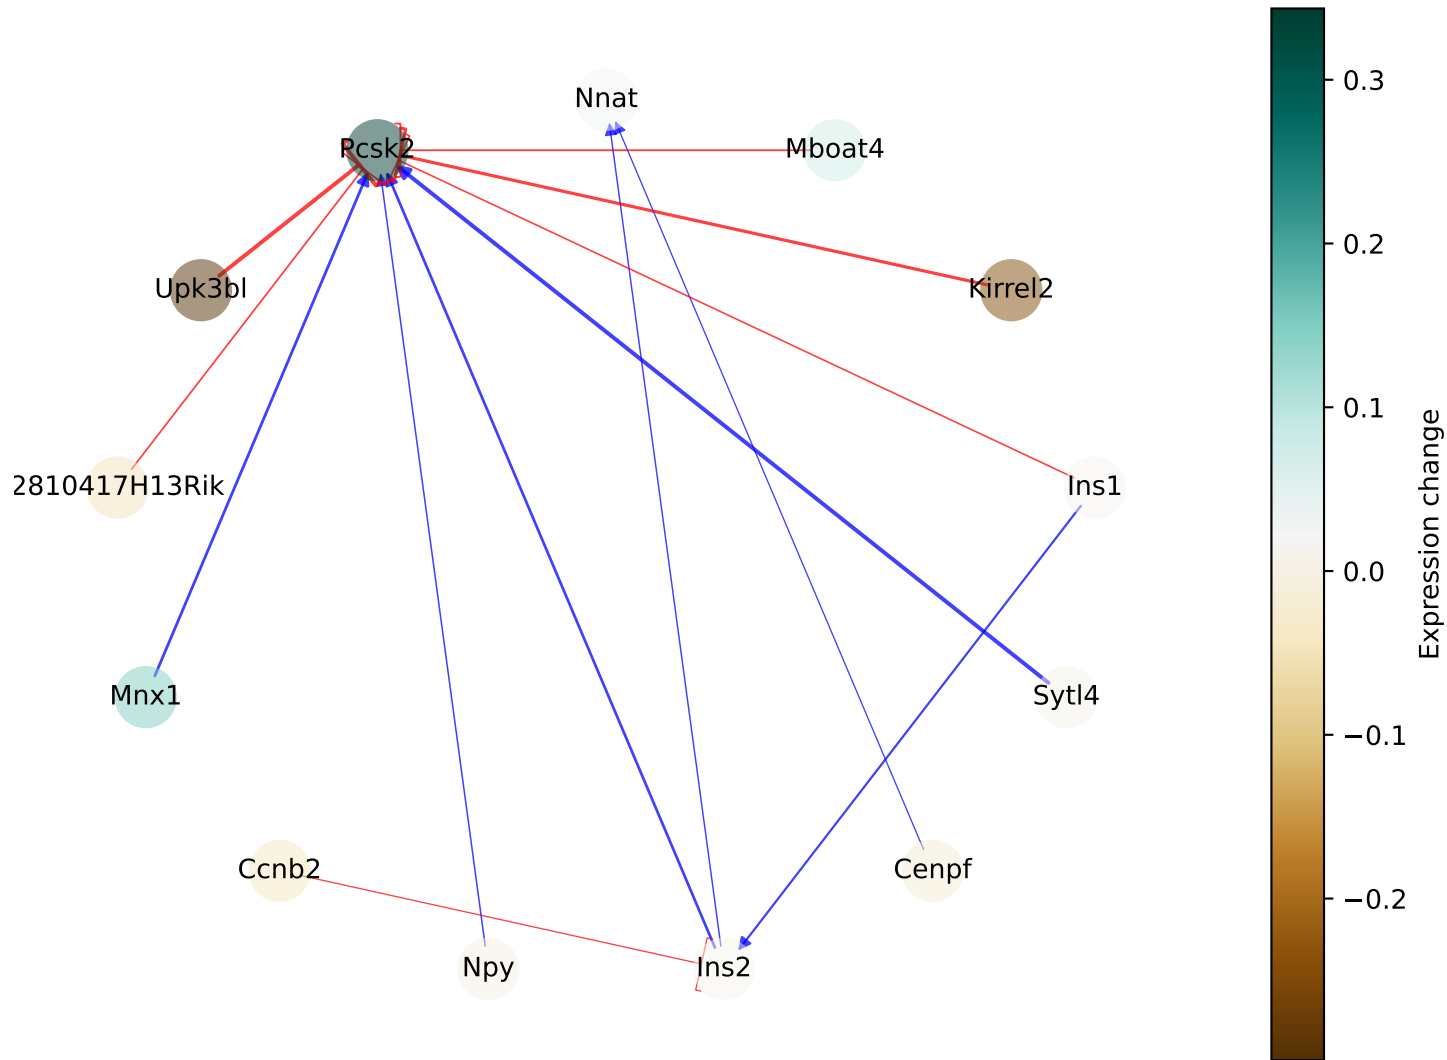 Nnat
Pcsk2
Mboat4
Upk3bl
Kirrel2
2810417H13Rik
Ins1
Mnx1
Sytl4
Ccnb2
Cenpf
Npy
Ins2
0.3
0.2
0.1
0.0
−0.1
−0.2
Expression change